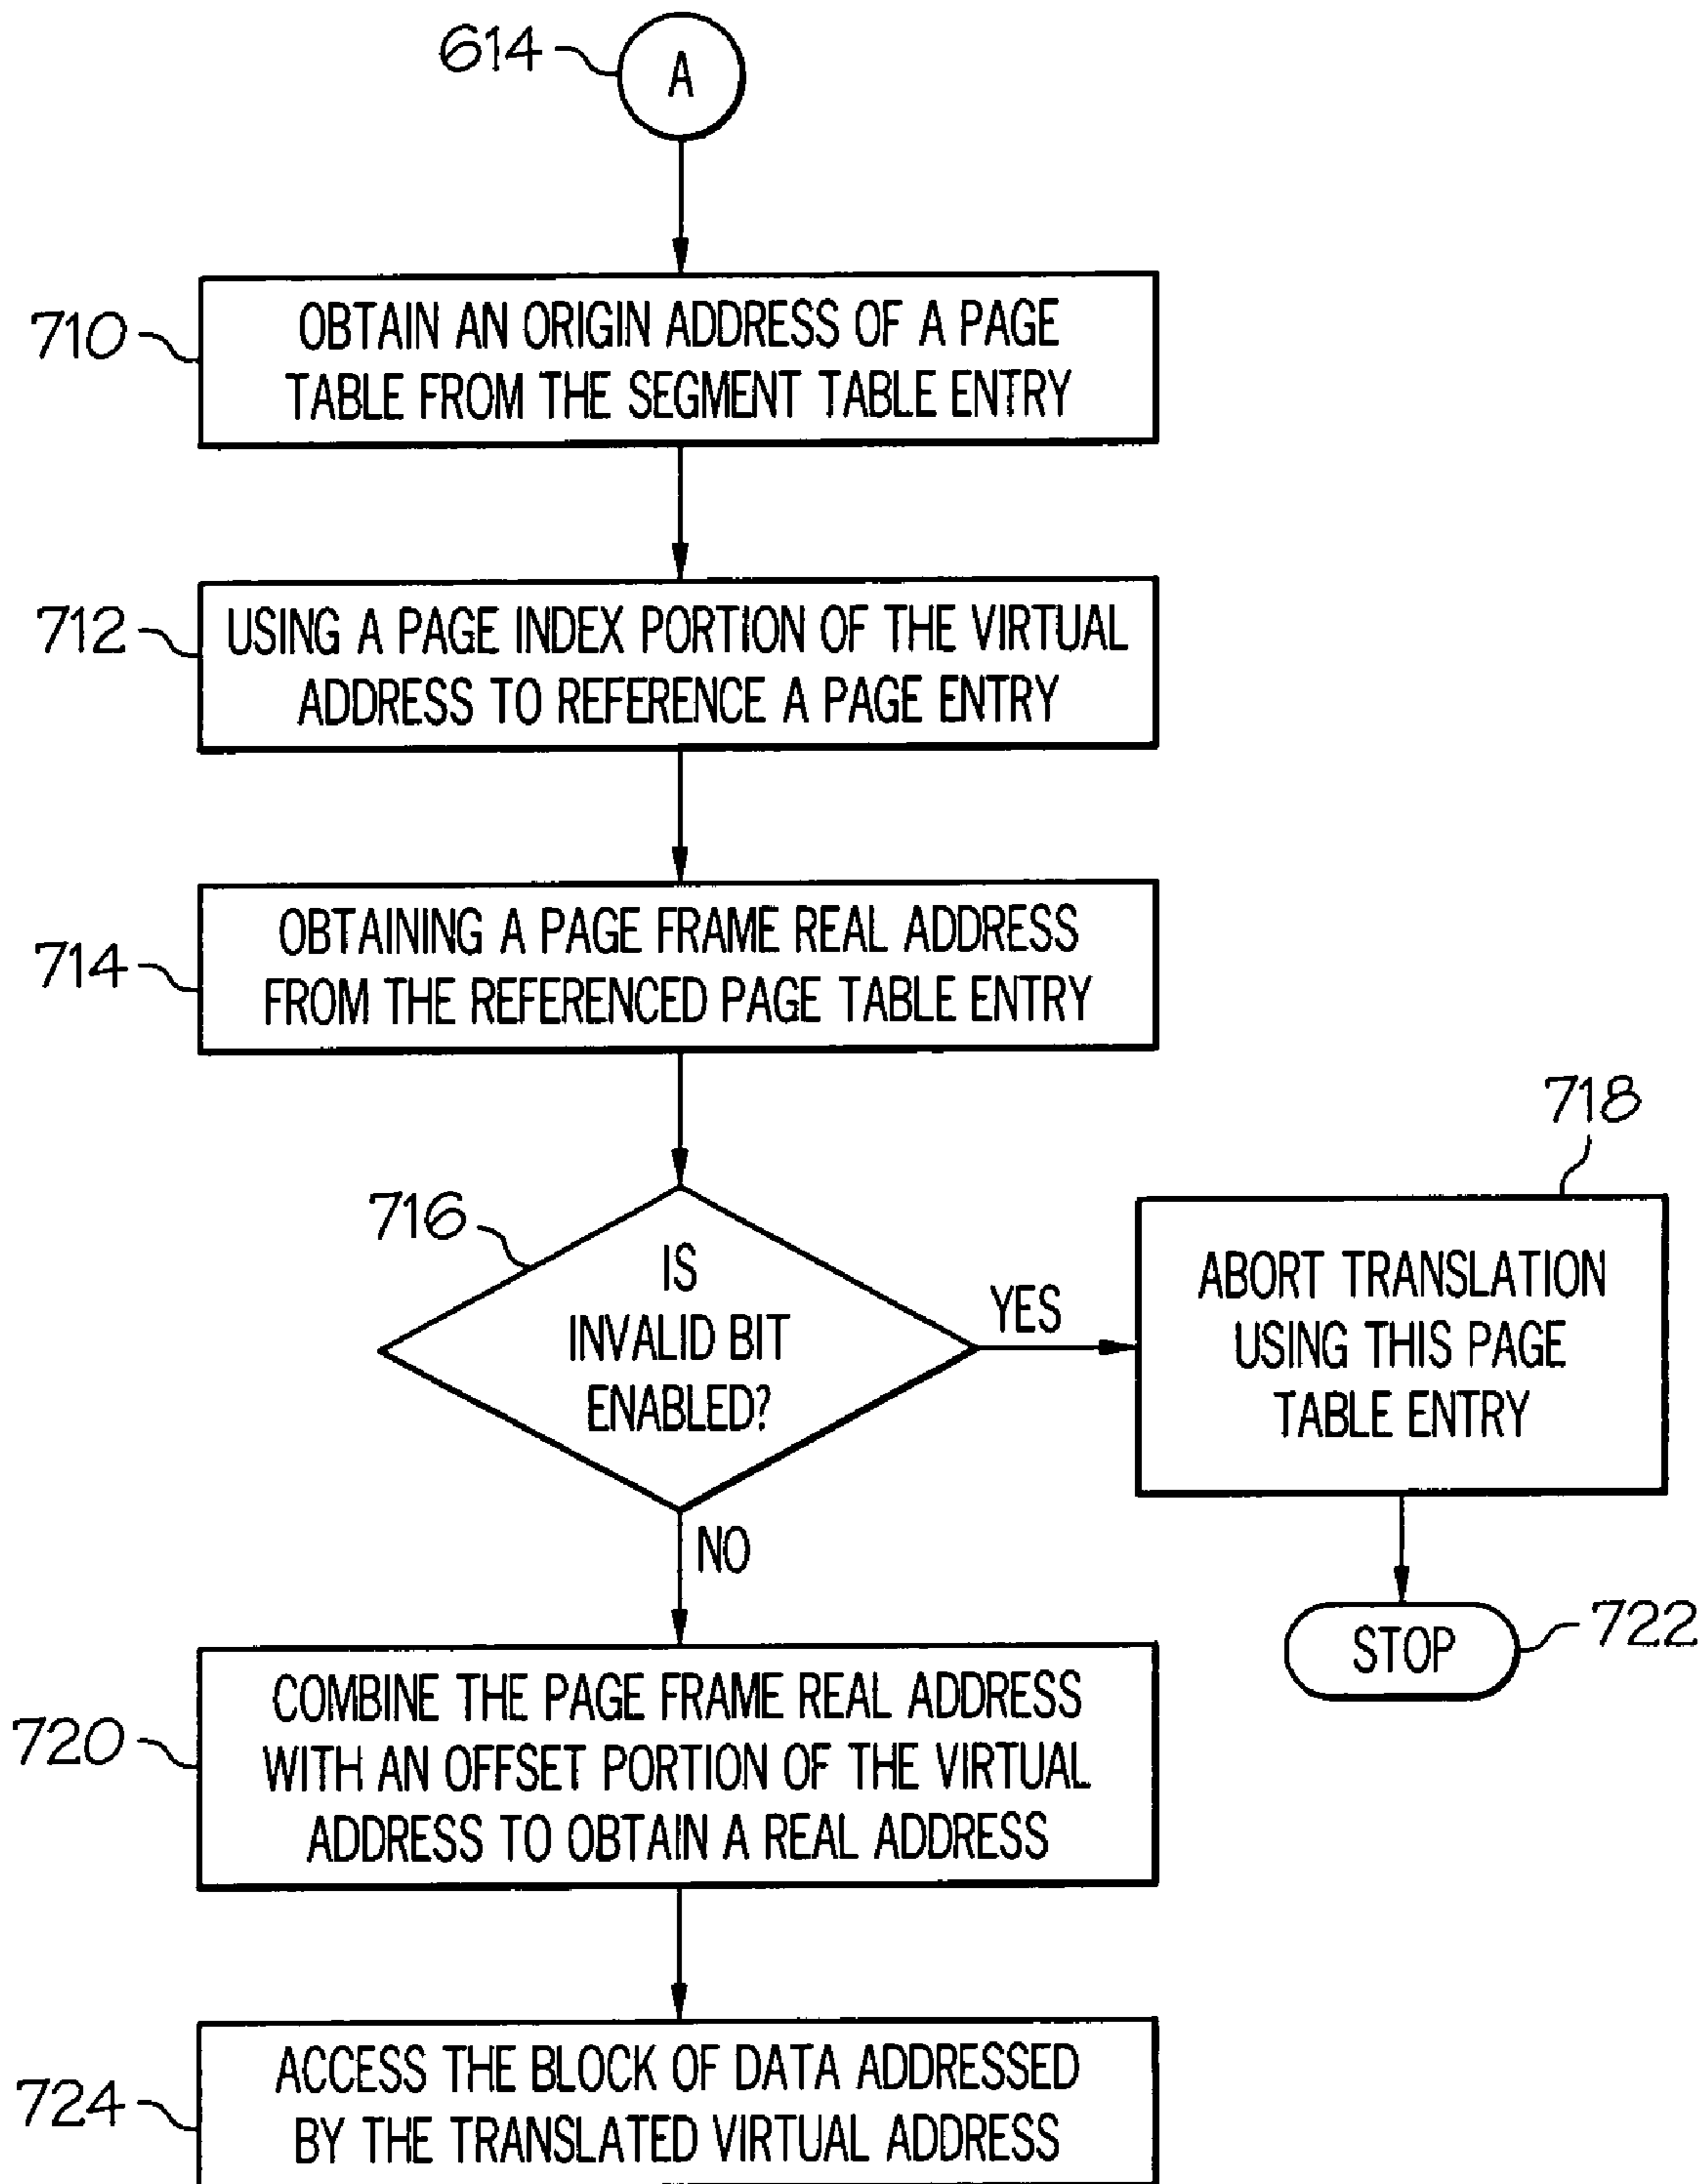 614
A
710
OBTAIN AN ORIGIN ADDRESS OF A PAGE
TABLE FROM THE SEGMENT TABLE ENTRY
712
USING A PAGE INDEX PORTION OF THE VIRTUAL
ADDRESS TO REFERENCE A PAGE ENTRY
714
OBTAINING A PAGE FRAME REAL ADDRESS
FROM THE REFERENCED PAGE TABLE ENTRY
716
IS
INVALID BIT
ENABLED?
YES
718
ABORT TRANSLATION
USING THIS PAGE
TABLE ENTRY
NO
STOP
722
720
COMBINE THE PAGE FRAME REAL ADDRESS
WITH AN OFFSET PORTION OF THE VIRTUAL
ADDRESS TO OBTAIN A REAL ADDRESS
724
ACCESS THE BLOCK OF DATA ADDRESSED
BY THE TRANSLATED VIRTUAL ADDRESS